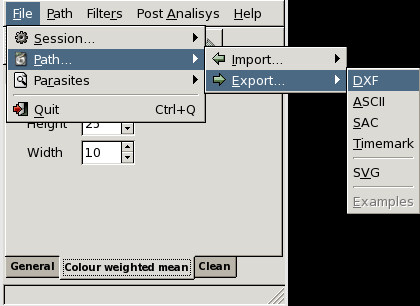 File Path Filters Post Analisys Help
Session...
Path...
Parasites
Quit Ctrl+Q
Import...
Export...
DXF
ASCII
SAC
Timemark
SVG
Examples
Height 25
Width 10
General Colour weighted mean Clean